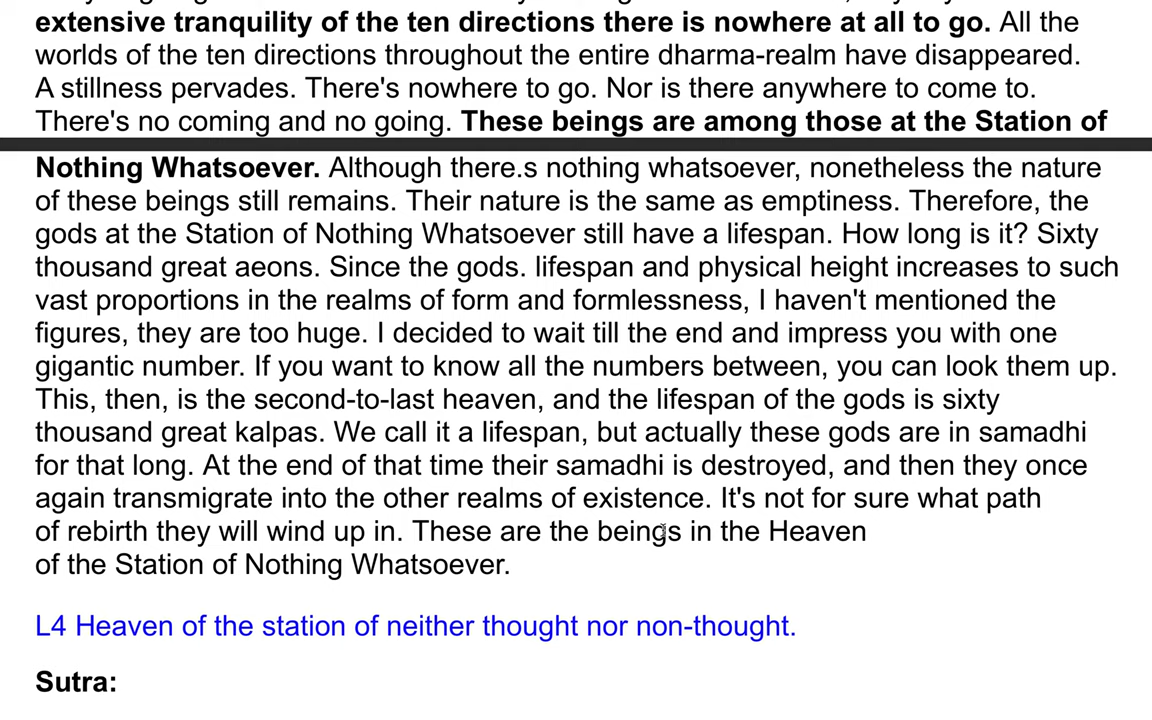 extensive tranquility of the ten directions there is nowhere at all to go. All the
worlds of the ten directions throughout the entire dharma-realm have disappeared.
A stillness pervades. There's nowhere to go. Nor is there anywhere to come to.
There's no coming and no going. These beings are among those at the Station of
Nothing Whatsoever. Although there.s nothing whatsoever, nonetheless the nature
of these beings still remains. Their nature is the same as emptiness. Therefore, the
gods at the Station of Nothing Whatsoever still have a lifespan. How long is it? Sixty
thousand great aeons. Since the gods. lifespan and physical height increases to such
vast proportions in the realms of form and formlessness, I haven't mentioned the
figures, they are too huge. I decided to wait till the end and impress you with one
gigantic number. If you want to know all the numbers between, you can look them up.
This, then, is the second-to-last heaven, and the lifespan of the gods is sixty
thousand great kalpas. We call it a lifespan, but actually these gods are in samadhi
for that long. At the end of that time their samadhi is destroyed, and then they once
again transmigrate into the other realms of existence. It's not for sure what path
of rebirth they will wind up in. These are the beings in the Heaven
of the Station of Nothing Whatsoever.
L4 Heaven of the station of neither thought nor non-thought.
Sutra: